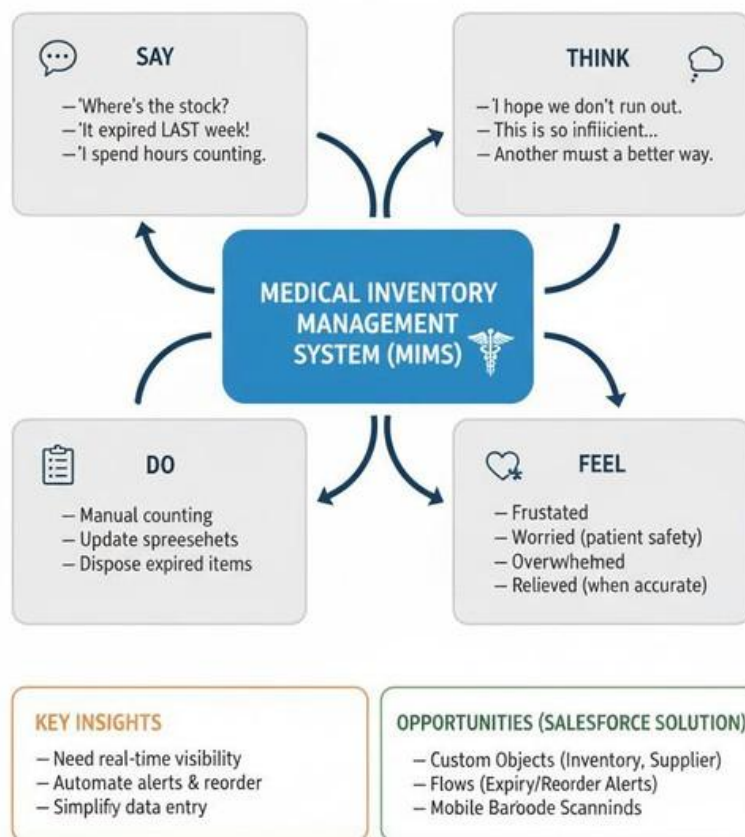 SAY
– 'Where's the stock?
– 'It expired LAST week!
– 'I spend hours counting.
THINK
– 'I hope we don't run out.
– This is so infiiicient...
– Another must a better way.
MEDICAL INVENTORY
MANAGEMENT
SYSTEM (MIMS)
DO
– Manual counting
– Update spreesehets
– Dispose expired items
FEEL
– Frustated
– Worried (patient safety)
– Overwhehmed
– Relieved (when accurate)
KEY INSIGHTS
– Need real-time visibility
– Automate alerts & reorder
– Simplify data entry
OPPORTUNITIES (SALESFORCE SOLUTION)
– Custom Objects (Inventory, Supplier)
– Flows (Expiry/Reorder Alerts)
– Mobile Barðode Scanninds